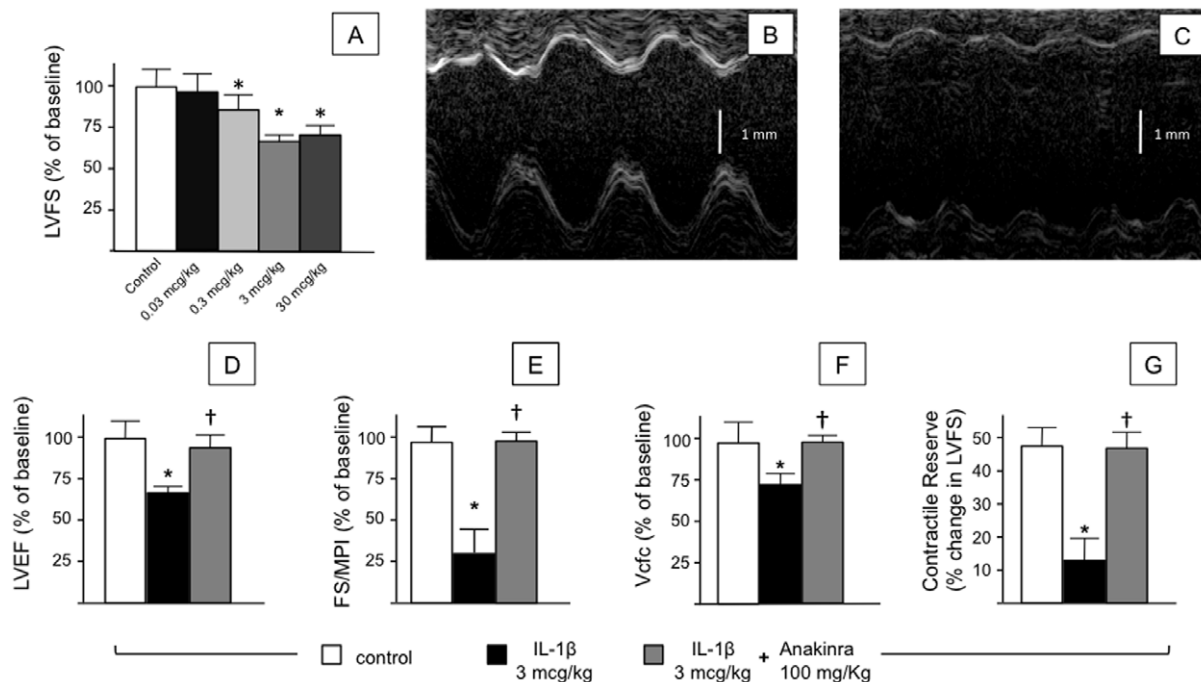 A
LVFS (% of baseline)
100
75
50
25
*
*
*
Control
0.03 mcg/kg
0.3 mcg/kg
3 mcg/kg
30 mcg/kg
B
1 mm
C
1 mm
D
LVEF (% of baseline)
100
75
50
25
*
†
E
FS/MPI (% of baseline)
100
75
50
25
*
†
F
Vcfc (% of baseline)
100
75
50
25
*
†
G
Contractile Reserve
(% change in LVFS)
50
40
30
20
10
*
†
control
IL-1β
3 mcg/kg
IL-1β
3 mcg/kg
+ Anakinra
100 mg/Kg